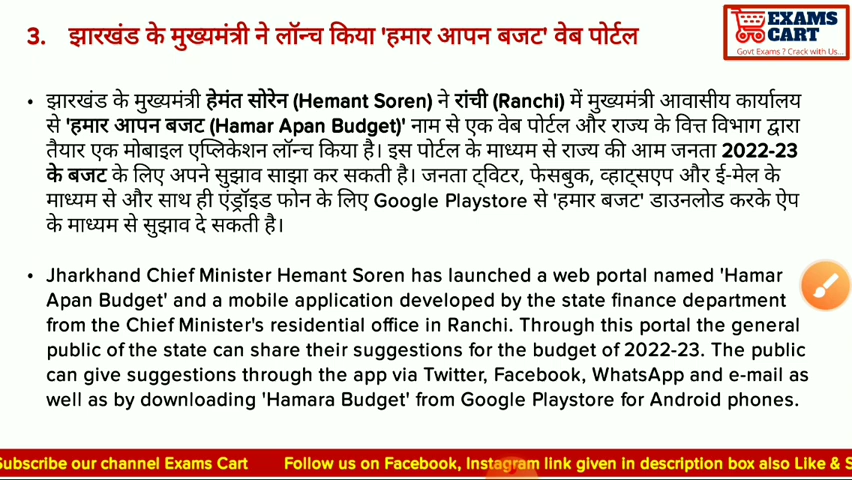 3. झारखंड के मुख्यमंत्री ने लॉन्च किया 'हमार आपन बजट' वेब पोर्टल
EXAMS
CART
Govt Exams ? Crack with Us...
• झारखंड के मुख्यमंत्री हेमंत सोरेन (Hemant Soren) ने रांची (Ranchi) में मुख्यमंत्री आवासीय कार्यालय
से 'हमार आपन बजट (Hamar Apan Budget)' नाम से एक वेब पोर्टल और राज्य के वित्त विभाग द्वारा
तैयार एक मोबाइल एप्लिकेशन लॉन्च किया है। इस पोर्टल के माध्यम से राज्य की आम जनता 2022-23
के बजट के लिए अपने सुझाव साझा कर सकती है। जनता ट्विटर, फेसबुक, व्हाट्सएप और ई-मेल के
माध्यम से और साथ ही एंड्रॉइड फोन के लिए Google Playstore से 'हमार बजट' डाउनलोड करके ऐप
के माध्यम से सुझाव दे सकती है।
• Jharkhand Chief Minister Hemant Soren has launched a web portal named 'Hamar
Apan Budget' and a mobile application developed by the state finance department
from the Chief Minister's residential office in Ranchi. Through this portal the general
public of the state can share their suggestions for the budget of 2022-23. The public
can give suggestions through the app via Twitter, Facebook, WhatsApp and e-mail as
well as by downloading 'Hamara Budget' from Google Playstore for Android phones.
Subscribe our channel Exams Cart Follow us on Facebook, Instagram link given in description box also Like & S